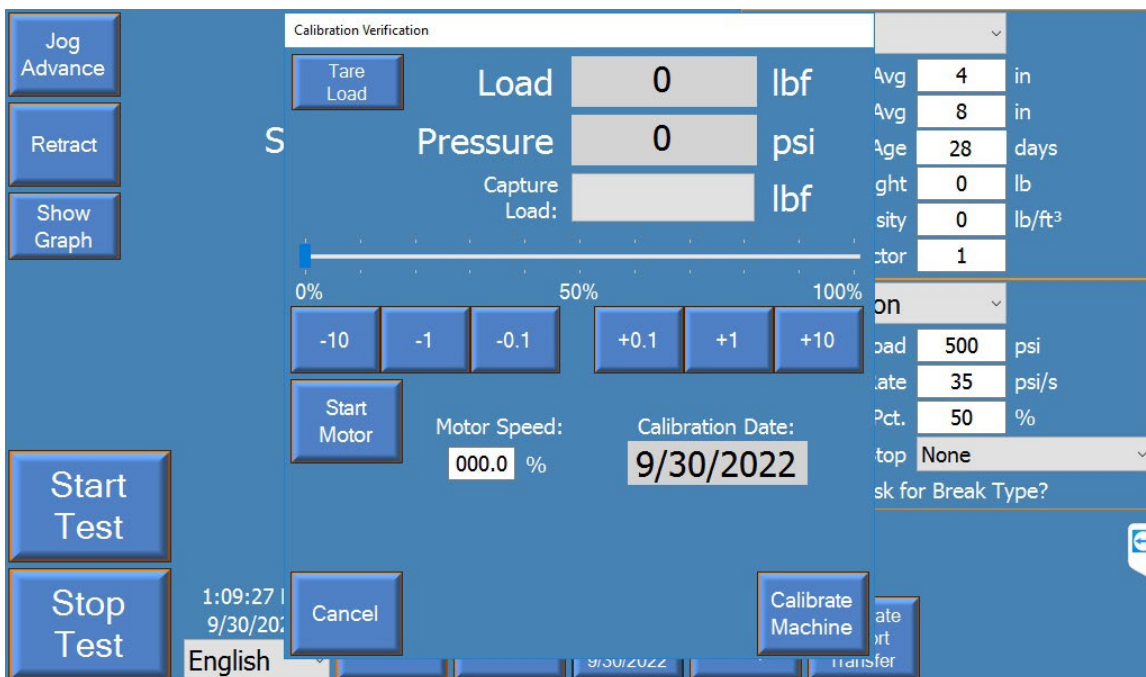 Jog
Advance
Retract
Show
Graph
Start
Test
Stop
Test
S
1:09:27
9/30/202
English
Calibration Verification
Tare
Load
Load 0 lbf
Pressure 0 psi
Capture
Load:
lbf
0% 50% 100%
-10 -1 -0.1 +0.1 +1 +10
Start
Motor
Motor Speed:
000.0 %
Calibration Date:
9/30/2022
Cancel
Calibrate
Machine
Avg 4 in
Avg 8 in
Age 28 days
ght 0 lb
sity 0 lb/ft³
ctor 1
on
oad 500 psi
ate 35 psi/s
Pct. 50 %
top None
sk for Break Type?
9/30/2022
ate
ort
Transfer